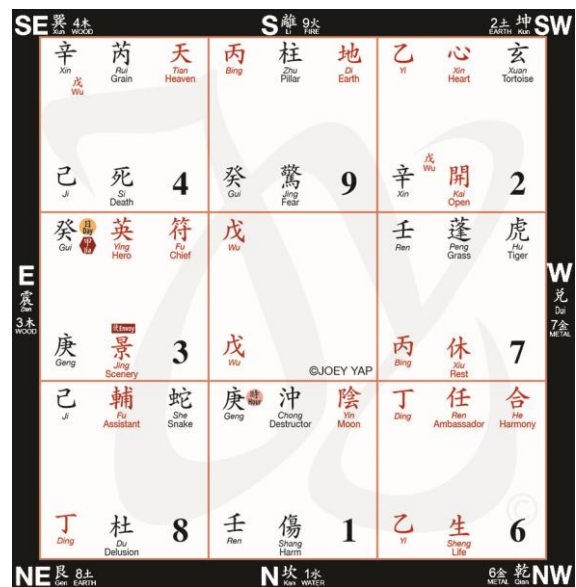 SE 巽 Xun 4木 WOOD
S 離 Li 9火 FIRE
2土 EARTH 坤 Kun SW
辛 芮 天
Xin Rui Tian
Grain Heaven
戊
Wu
己 死 4
Ji Si
Death
丙 柱 地
Bing Zhu Di
Pillar Earth
癸 驚 9
Gui Jing
Fear
乙 心 玄
Yi Xin Xuan
Heart Tortoise
戊
Wu
辛 開 2
Xin Kai
Open
E
震
Zhen
3木
WOOD
癸 日 Day 甲 Jia 英 符
Gui Ying Fu
Hero Chief
使 Envoy
庚 景 3
Geng Jing
Scenery
戊
Wu
戊
Wu
©JOEY YAP
壬 蓬 虎
Ren Peng Hu
Grass Tiger
丙 休 7
Bing Xiu
Rest
W
兌
Dui
7金
METAL
己 輔 蛇
Ji Fu She
Assistant Snake
丁 杜 8
Ding Du
Delusion
庚 時 Hour 沖 陰
Geng Chong Yin
Destructor Moon
壬 傷 1
Ren Shang
Harm
丁 任 合
Ding Ren He
Ambassador Harmony
乙 生 6
Yi Sheng
Life
NE 艮 Gen 8土 EARTH
N 坎 Kan 1水 WATER
6金 METAL 乾 Qian NW